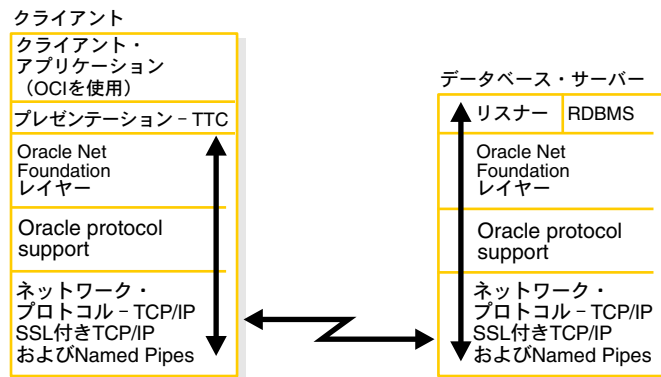 クライアント
クライアント・
アプリケーション
（OCIを使用）
プレゼンテーション－TTC
Oracle Net
Foundation
レイヤー
Oracle protocol
support
ネットワーク・
プロトコル－TCP/IP
SSL付きTCP/IP
およびNamed Pipes
データベース・サーバー
リスナー
RDBMS
Oracle Net
Foundation
レイヤー
Oracle protocol
support
ネットワーク・
プロトコル－TCP/IP
SSL付きTCP/IP
およびNamed Pipes